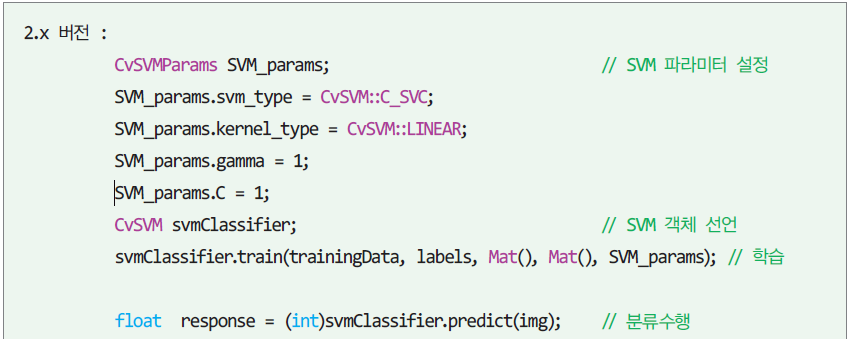 2.x 버전 :
CvSVMParams SVM_params; // SVM 파라미터 설정
SVM_params.svm_type = CvSVM::C_SVC;
SVM_params.kernel_type = CvSVM::LINEAR;
SVM_params.gamma = 1;
SVM_params.C = 1;
CvSVM svmClassifier; // SVM 객체 선언
svmClassifier.train(trainingData, labels, Mat(), Mat(), SVM_params); // 학습
float response = (int)svmClassifier.predict(img); // 분류수행